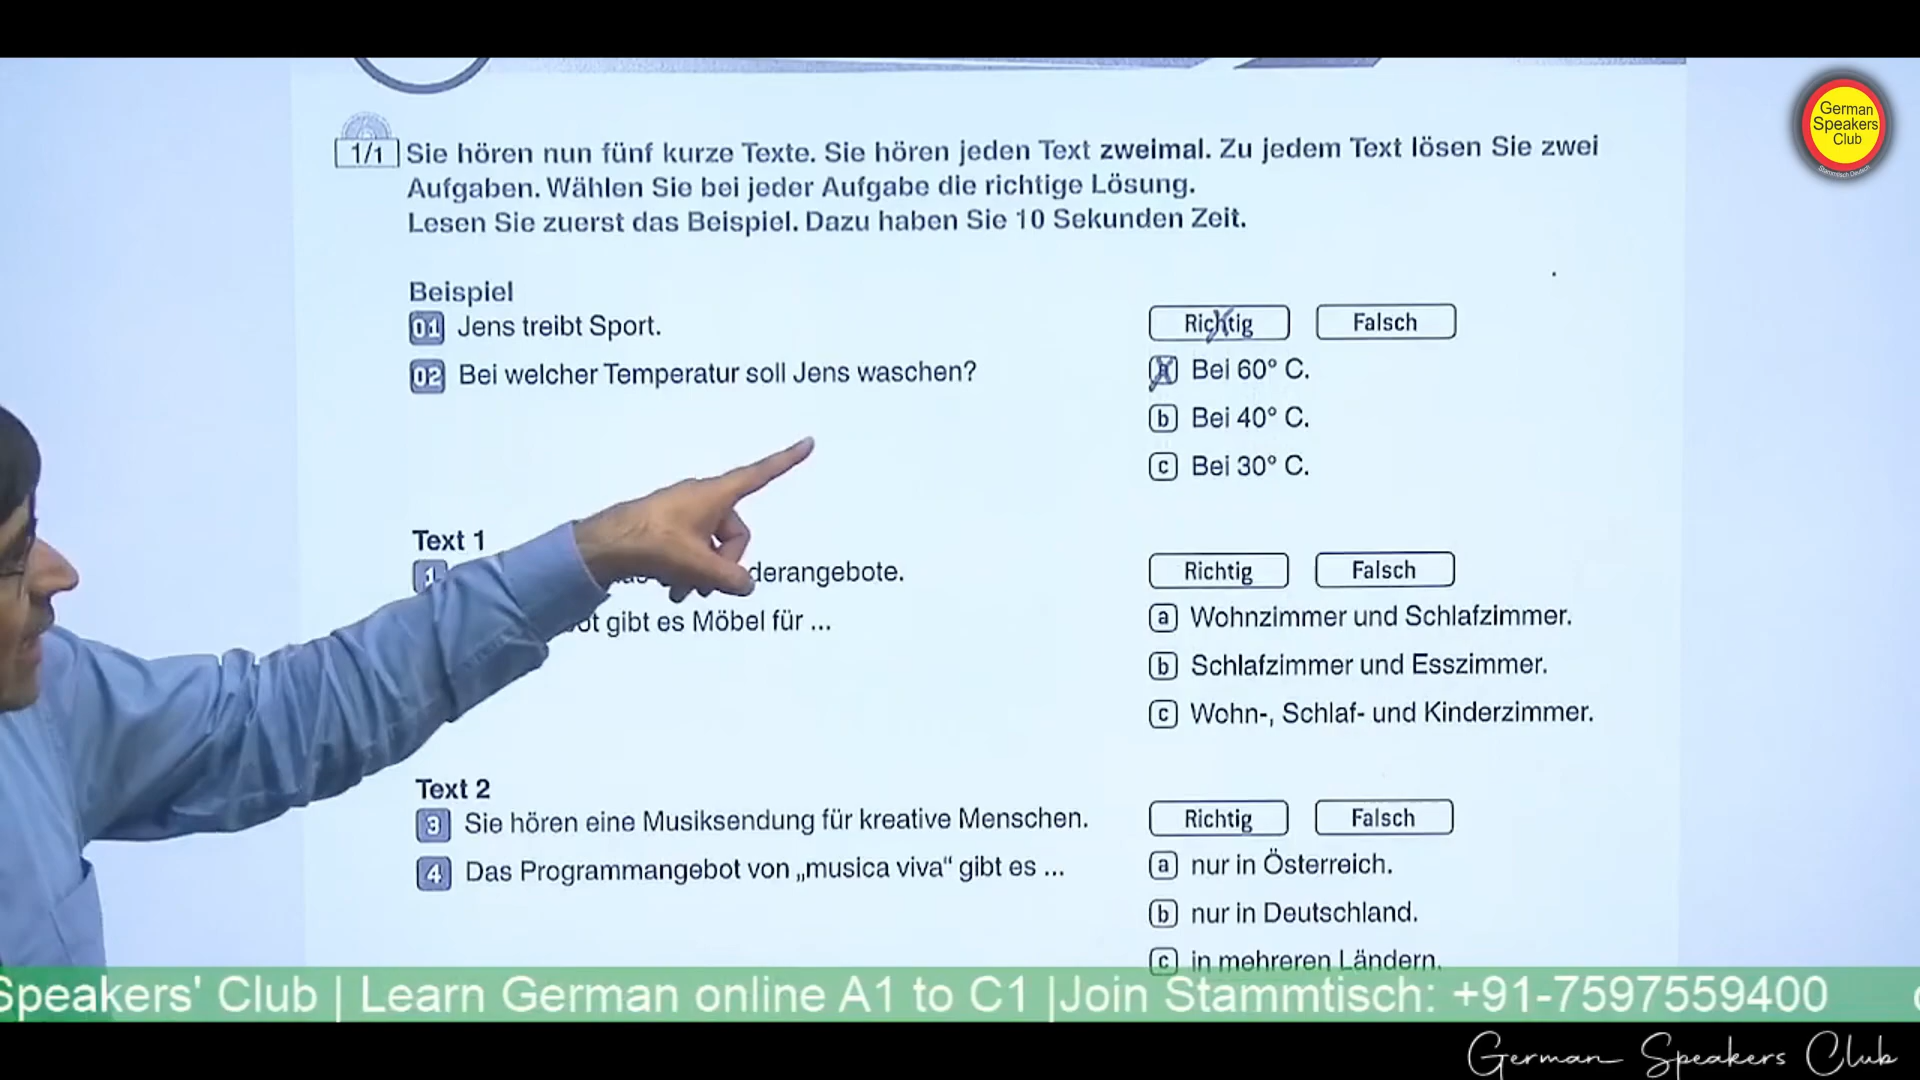 German
Speakers
Club
Stammtisch Deutsch
1/1 Sie hören nun fünf kurze Texte. Sie hören jeden Text zweimal. Zu jedem Text lösen Sie zwei
Aufgaben. Wählen Sie bei jeder Aufgabe die richtige Lösung.
Lesen Sie zuerst das Beispiel. Dazu haben Sie 10 Sekunden Zeit.
Beispiel
01 Jens treibt Sport. Richtig Falsch
02 Bei welcher Temperatur soll Jens waschen? Bei 60° C.
b Bei 40° C.
c Bei 30° C.
Text 1
1 derangebote. Richtig Falsch
gibt es Möbel für ... a Wohnzimmer und Schlafzimmer.
b Schlafzimmer und Esszimmer.
c Wohn-, Schlaf- und Kinderzimmer.
Text 2
3 Sie hören eine Musiksendung für kreative Menschen. Richtig Falsch
4 Das Programmangebot von „musica viva“ gibt es ... a nur in Österreich.
b nur in Deutschland.
c in mehreren Ländern.
Speakers' Club | Learn German online A1 to C1 |Join Stammtisch: +91-7597559400
German Speakers Club